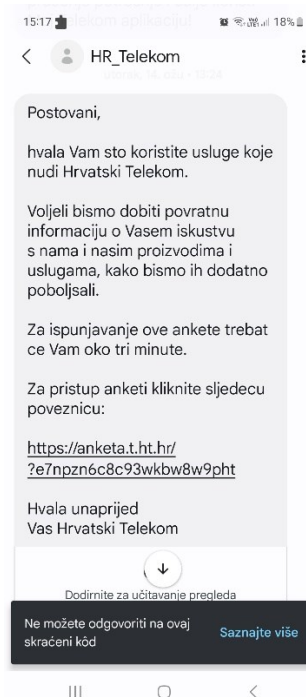 15:17
18%
HR_Telekom
Postovani,
hvala Vam sto koristite usluge koje
nudi Hrvatski Telekom.
Voljeli bismo dobiti povratnu
informaciju o Vasem iskustvu
s nama i nasim proizvodima i
uslugama, kako bismo ih dodatno
poboljsali.
Za ispunjavanje ove ankete trebat
ce Vam oko tri minute.
Za pristup anketi kliknite sljedecu
poveznicu:
https://anketa.t.ht.hr/
?e7npzn6c8c93wkbw8w9pht
Hvala unaprijed
Vas Hrvatski Telekom
Dodirnite za učitavanje pregleda
Ne možete odgovoriti na ovaj
skraćeni kôd
Saznajte više